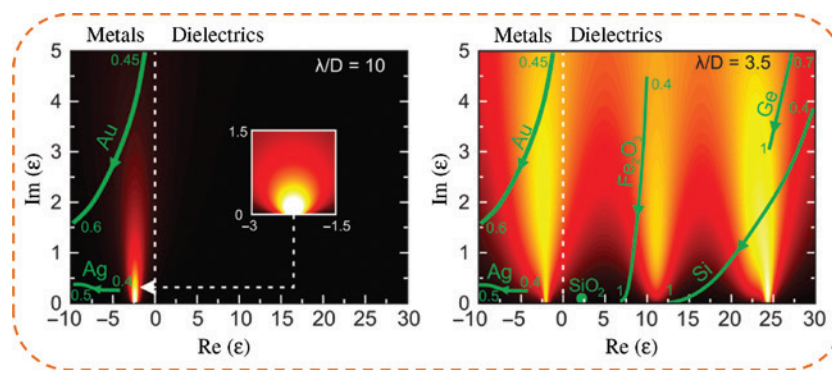 Metals Dielectrics
λ/D = 10
5
4
3
2
1
0
Im (ε)
0.45
Au
0.6
Ag
0.4
0.5
1.5
0
−3
−1.5
−10 −5 0 5 10 15 20 25 30
Re (ε)
Metals Dielectrics
λ/D = 3.5
5
4
3
2
1
0
Im (ε)
0.45
Au
0.6
Ag
0.4
0.5
SiO2
0.4
Fe2O3
1
0.7
Ge
1
0.4
Si
1
−10 −5 0 5 10 15 20 25 30
Re (ε)